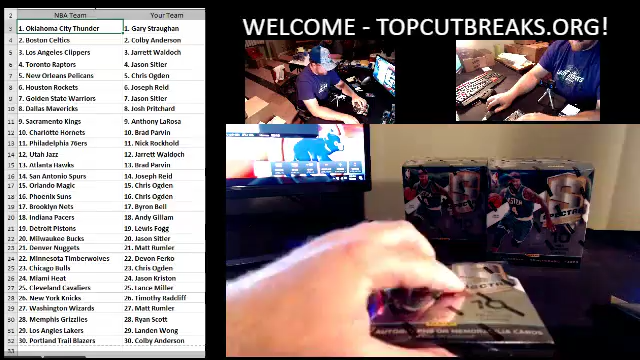 WELCOME - TOPCUTBREAKS.ORG!
NBA Team Your Team
1. Oklahoma City Thunder 1. Gary Straughan
2. Boston Celtics 2. Colby Anderson
3. Los Angeles Clippers 3. Jarrett Waldoch
4. Toronto Raptors 4. Jason Sitler
5. New Orleans Pelicans 5. Chris Ogden
6. Houston Rockets 6. Joseph Reid
7. Golden State Warriors 7. Jason Sitler
8. Dallas Mavericks 8. Josh Pritchard
9. Sacramento Kings 9. Anthony LaRosa
10. Charlotte Hornets 10. Brad Parvin
11. Philadelphia 76ers 11. Nick Rockhold
12. Utah Jazz 12. Jarrett Waldoch
13. Atlanta Hawks 13. Brad Parvin
14. San Antonio Spurs 14. Joseph Reid
15. Orlando Magic 15. Chris Ogden
16. Phoenix Suns 16. Chris Ogden
17. Brooklyn Nets 17. Byron Bell
18. Indiana Pacers 18. Andy Gillam
19. Detroit Pistons 19. Lewis Fogg
20. Milwaukee Bucks 20. Jason Sitler
21. Denver Nuggets 21. Matt Rumler
22. Minnesota Timberwolves 22. Devon Ferko
23. Chicago Bulls 23. Chris Ogden
24. Miami Heat 24. Jason Kriston
25. Cleveland Cavaliers 25. Lance Miller
26. New York Knicks 26. Timothy Radcliff
27. Washington Wizards 27. Matt Rumler
28. Memphis Grizzlies 28. Ryan Scott
29. Los Angeles Lakers 29. Landen Wong
30. Portland Trail Blazers 30. Colby Anderson
SPECTRA